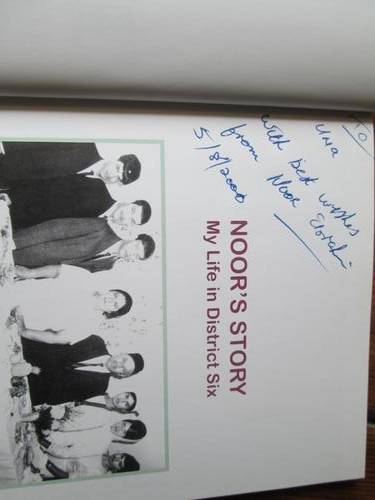 TO
Una
with best wishes
from Noor Ebrahim
5/8/2000
NOOR'S STORY
My Life in District Six